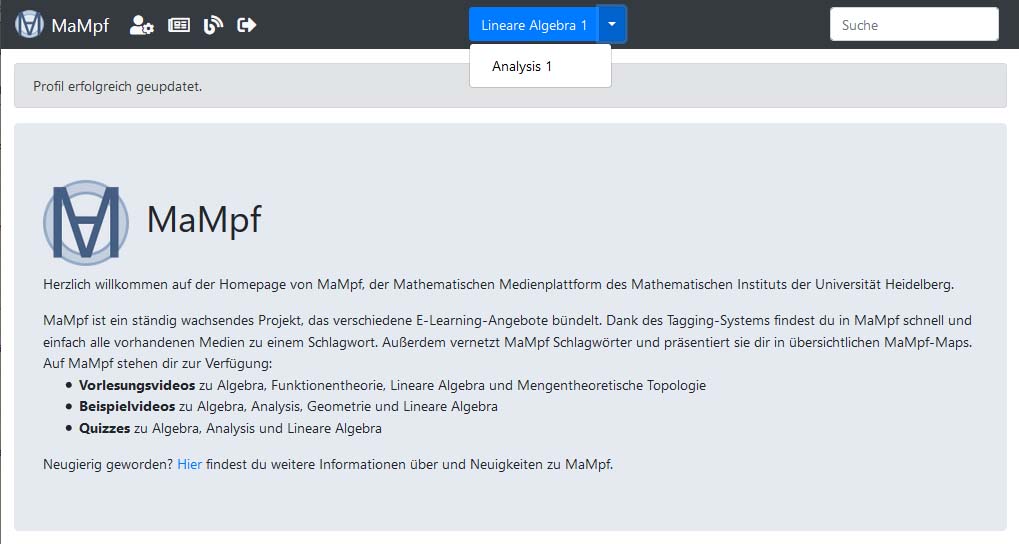 MaMpf
Lineare Algebra 1
Suche
Analysis 1
Profil erfolgreich geupdatet.
MaMpf
Herzlich willkommen auf der Homepage von MaMpf, der Mathematischen Medienplattform des Mathematischen Instituts der Universität Heidelberg.
MaMpf ist ein ständig wachsendes Projekt, das verschiedene E-Learning-Angebote bündelt. Dank des Tagging-Systems findest du in MaMpf schnell und
einfach alle vorhandenen Medien zu einem Schlagwort. Außerdem vernetzt MaMpf Schlagwörter und präsentiert sie dir in übersichtlichen MaMpf-Maps.
Auf MaMpf stehen dir zur Verfügung:
• Vorlesungsvideos zu Algebra, Funktionentheorie, Lineare Algebra und Mengentheoretische Topologie
• Beispielvideos zu Algebra, Analysis, Geometrie und Lineare Algebra
• Quizzes zu Algebra, Analysis und Lineare Algebra
Neugierig geworden? Hier findest du weitere Informationen über und Neuigkeiten zu MaMpf.